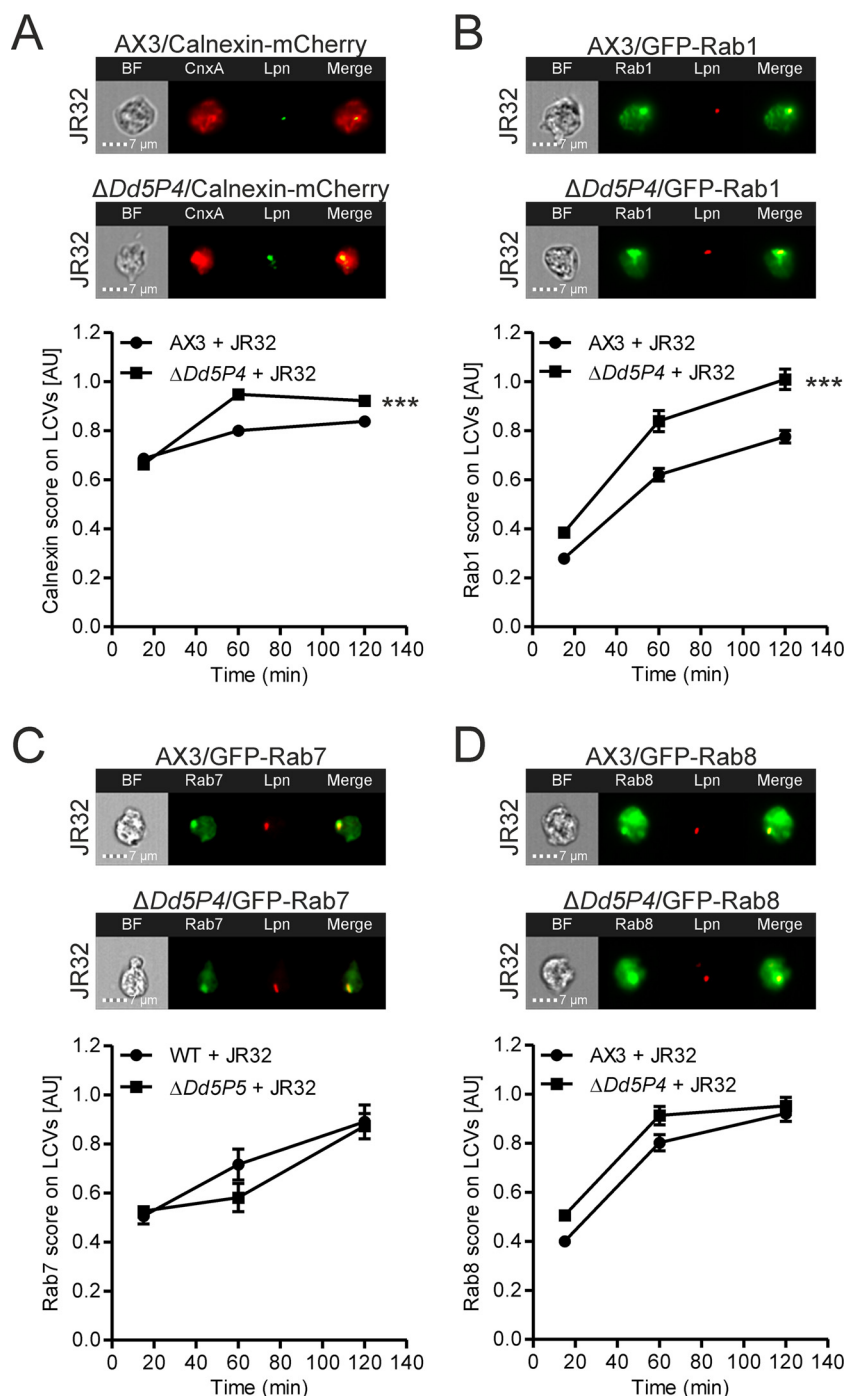 A
AX3/Calnexin-mCherry
BF CnxA Lpn Merge
JR32
7 µm
ΔDd5P4/Calnexin-mCherry
BF CnxA Lpn Merge
JR32
7 µm
Calnexin score on LCVs [AU]
1.2
1.0
0.8
0.6
0.4
0.2
0.0
AX3 + JR32
ΔDd5P4 + JR32
***
0 20 40 60 80 100 120 140
Time (min)
B
AX3/GFP-Rab1
BF Rab1 Lpn Merge
JR32
7 µm
ΔDd5P4/GFP-Rab1
BF Rab1 Lpn Merge
JR32
7 µm
Rab1 score on LCVs [AU]
1.2
1.0
0.8
0.6
0.4
0.2
0.0
AX3 + JR32
ΔDd5P4 + JR32
***
0 20 40 60 80 100 120 140
Time (min)
C
AX3/GFP-Rab7
BF Rab7 Lpn Merge
JR32
7 µm
ΔDd5P4/GFP-Rab7
BF Rab7 Lpn Merge
JR32
7 µm
Rab7 score on LCVs [AU]
1.2
1.0
0.8
0.6
0.4
0.2
0.0
WT + JR32
ΔDd5P5 + JR32
0 20 40 60 80 100 120 140
Time (min)
D
AX3/GFP-Rab8
BF Rab8 Lpn Merge
JR32
7 µm
ΔDd5P4/GFP-Rab8
BF Rab8 Lpn Merge
JR32
7 µm
Rab8 score on LCVs [AU]
1.2
1.0
0.8
0.6
0.4
0.2
0.0
AX3 + JR32
ΔDd5P4 + JR32
0 20 40 60 80 100 120 140
Time (min)